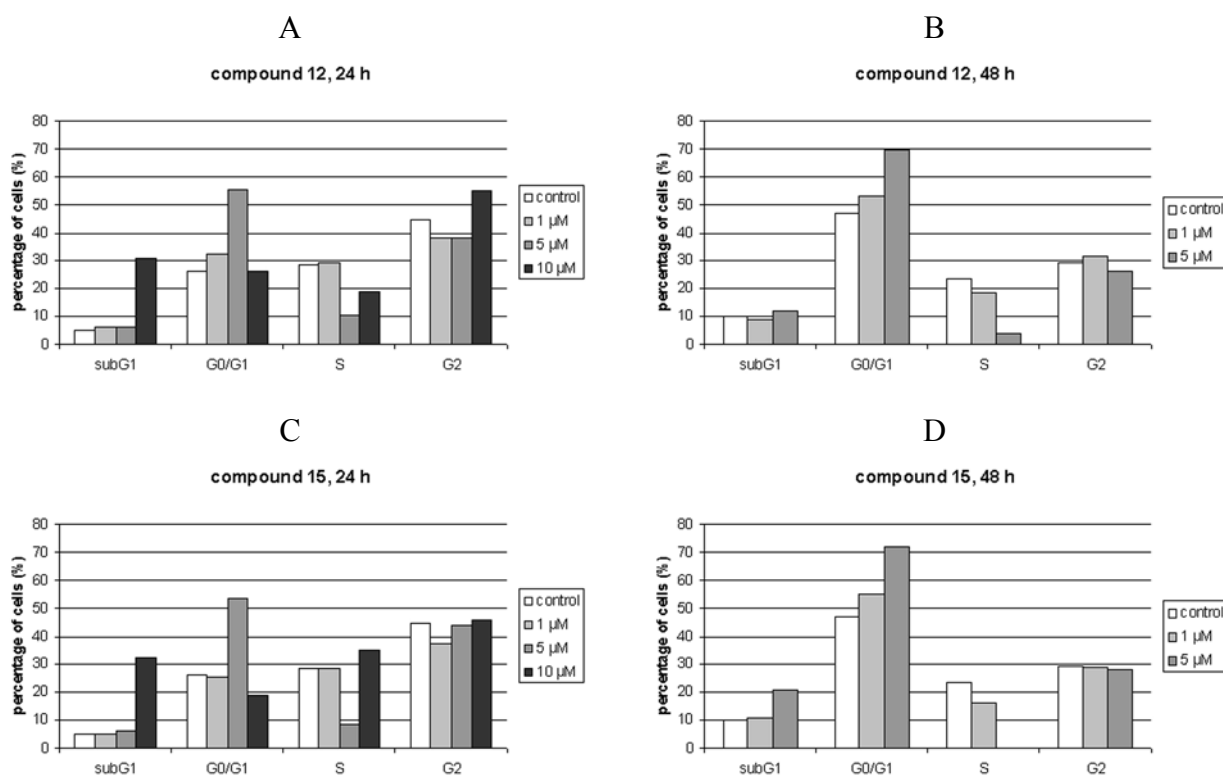 A
compound 12, 24 h
percentage of cells (%)
80
70
60
50
40
30
20
10
0
subG1 G0/G1 S G2
control
1 µM
5 µM
10 µM
B
compound 12, 48 h
percentage of cells (%)
80
70
60
50
40
30
20
10
0
subG1 G0/G1 S G2
control
1 µM
5 µM
C
compound 15, 24 h
percentage of cells (%)
80
70
60
50
40
30
20
10
0
subG1 G0/G1 S G2
control
1 µM
5 µM
10 µM
D
compound 15, 48 h
percentage of cells (%)
80
70
60
50
40
30
20
10
0
subG1 G0/G1 S G2
control
1 µM
5 µM